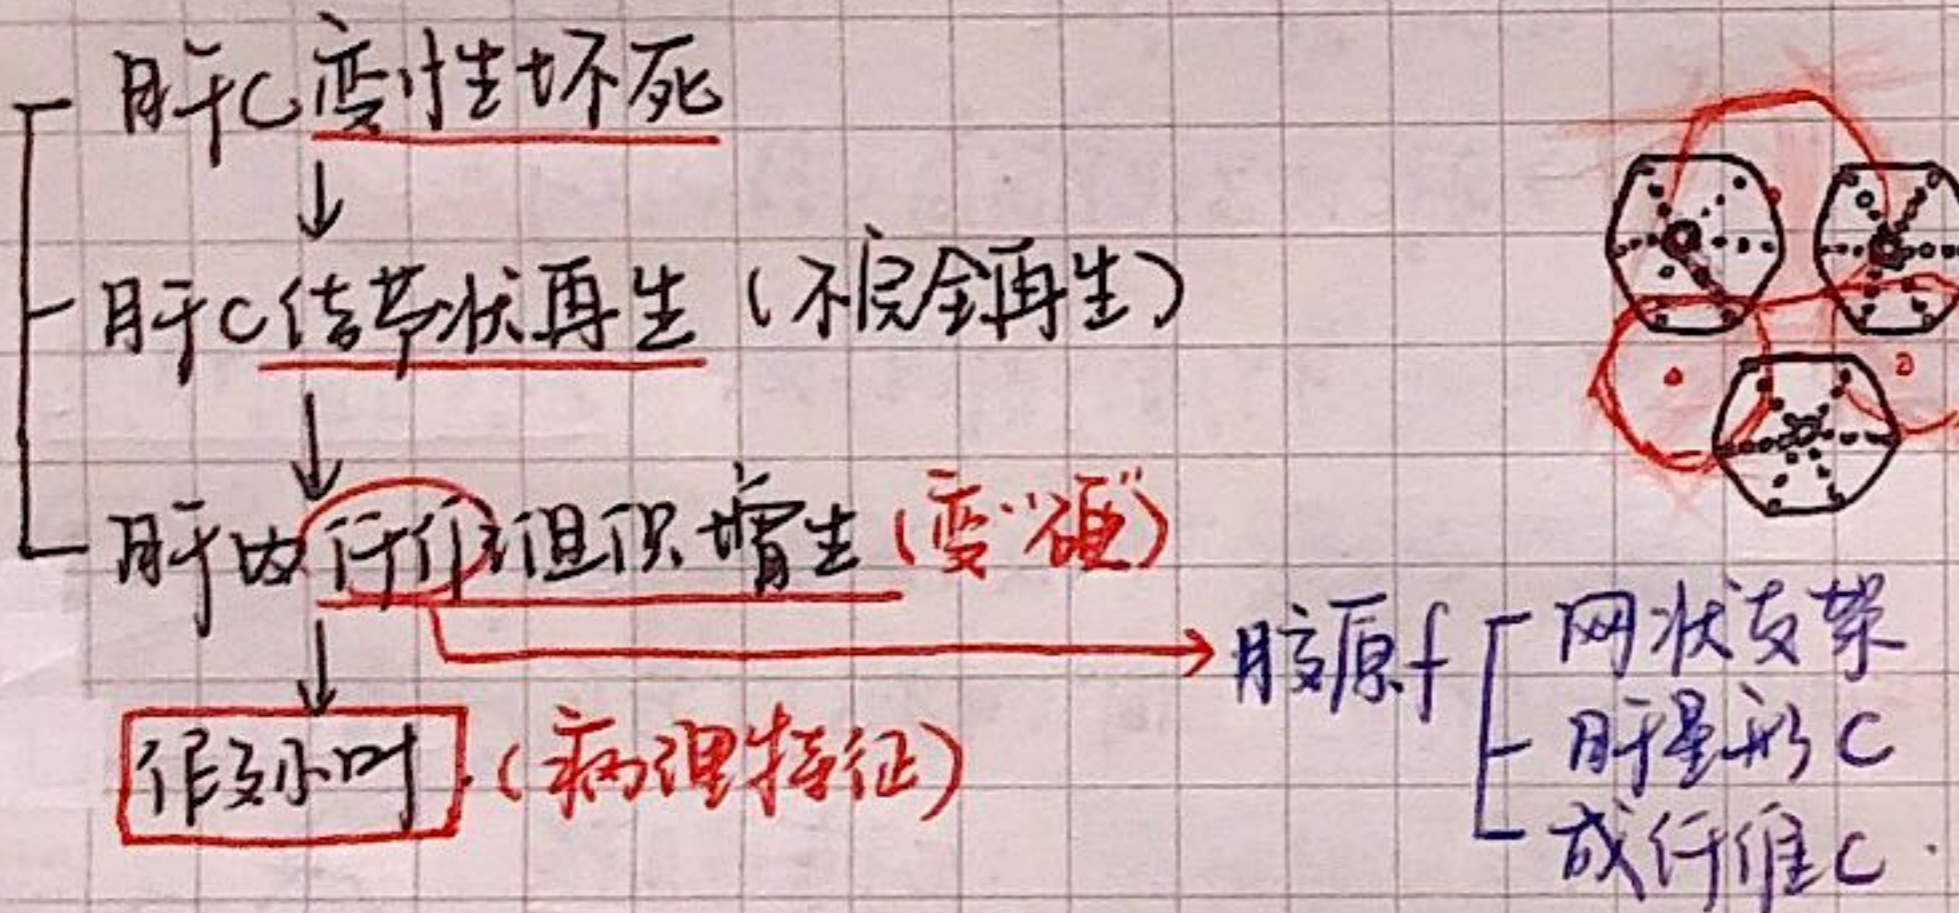 肝C变性坏死
↓
肝C结节状再生（不完全再生）
↓
肝内纤维组织增生（变“硬”）
↓
假小叶（病理特征）
→ 胶原f
网状支架
肝星形C
成纤维C